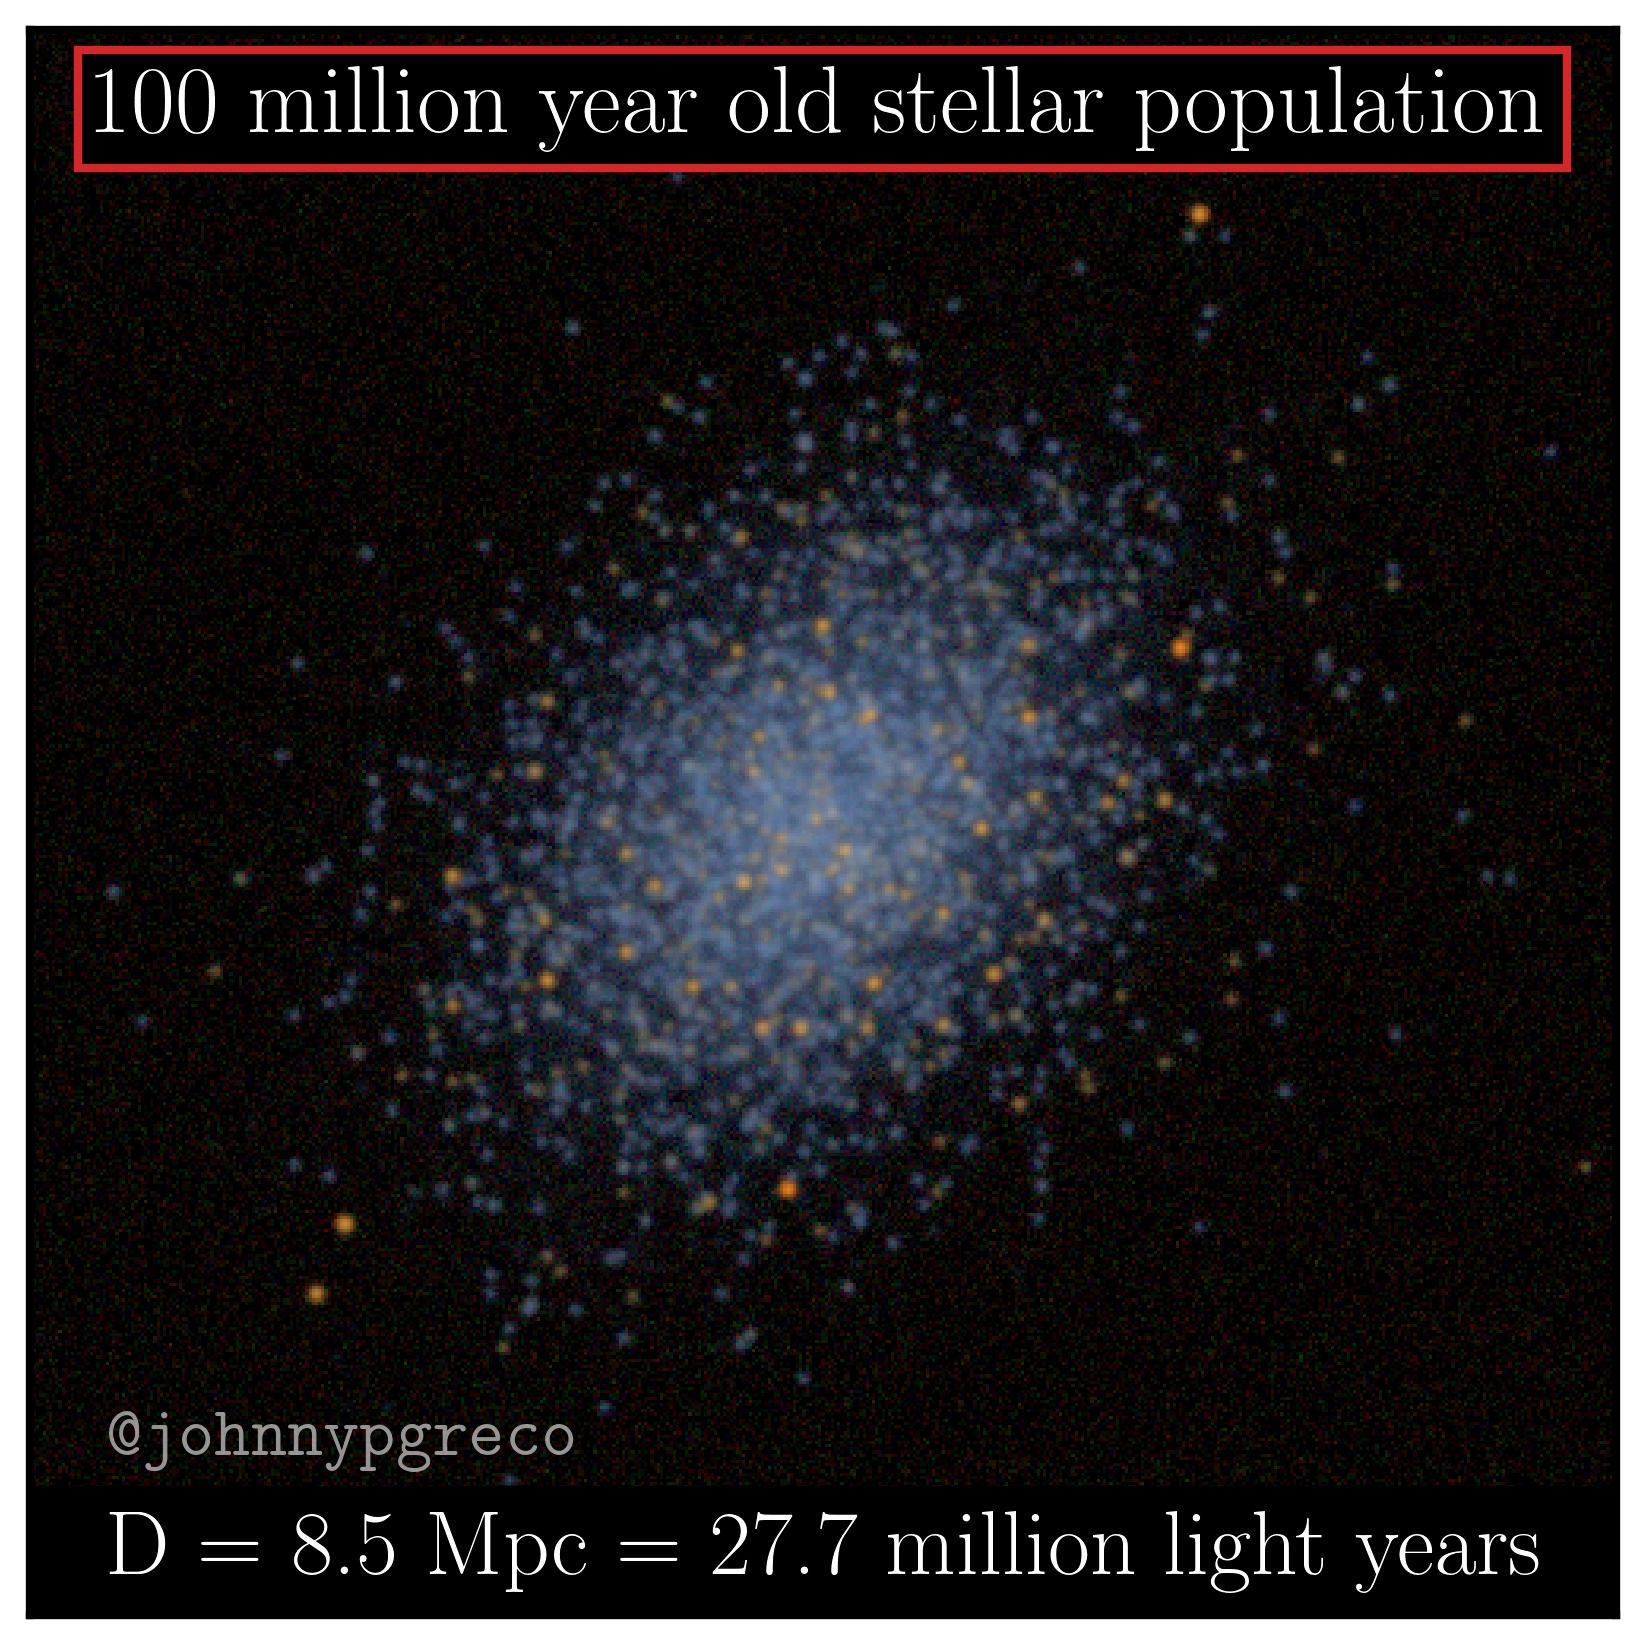 100 million year old stellar population
@johnnypgreco
D = 8.5 Mpc = 27.7 million light years